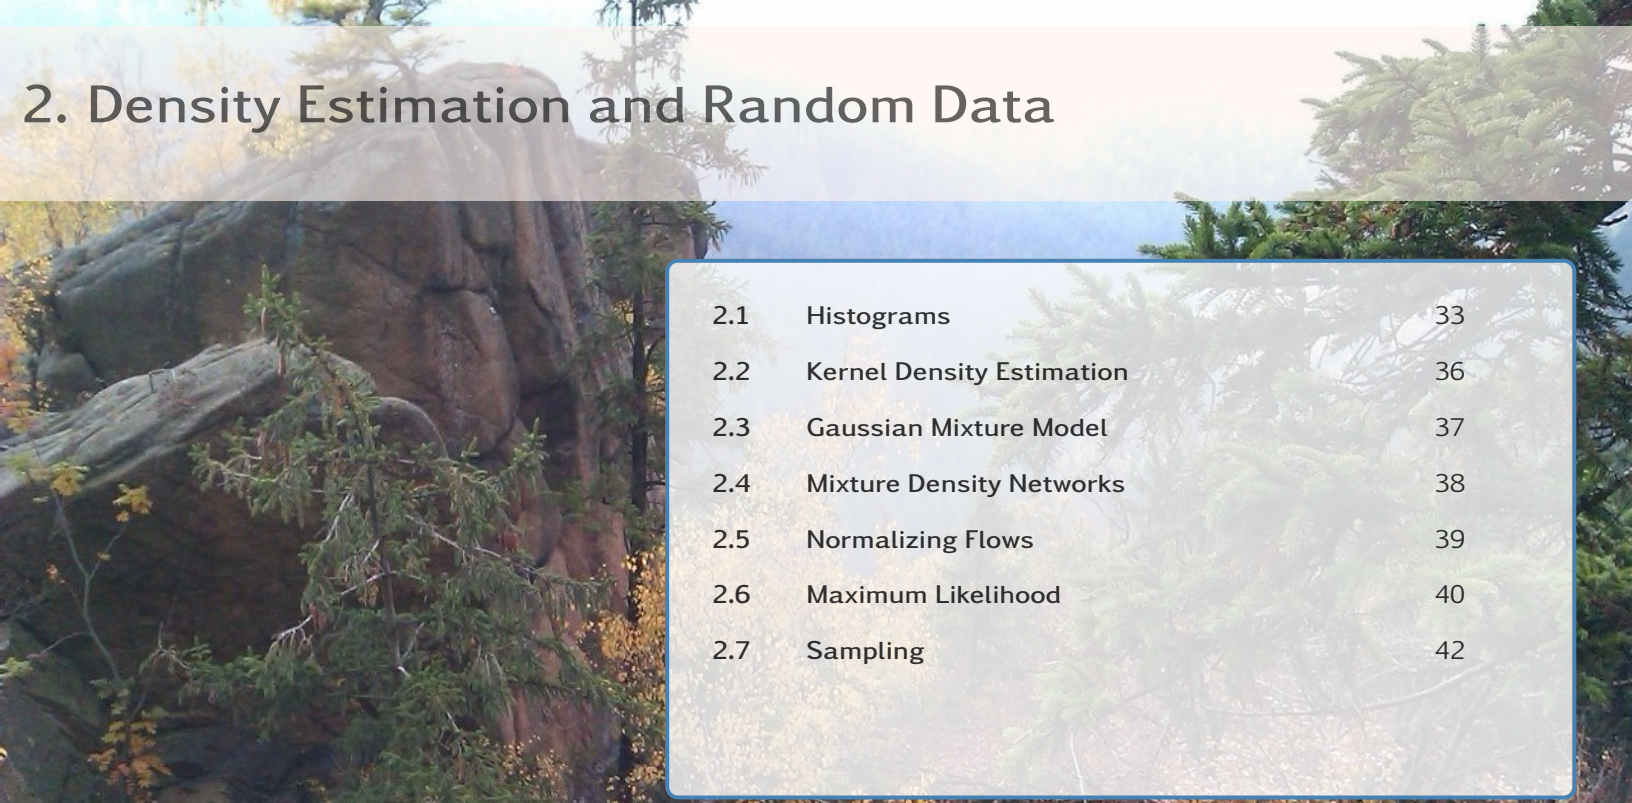 2. Density Estimation and Random Data
2.1 Histograms 33
2.2 Kernel Density Estimation 36
2.3 Gaussian Mixture Model 37
2.4 Mixture Density Networks 38
2.5 Normalizing Flows 39
2.6 Maximum Likelihood 40
2.7 Sampling 42